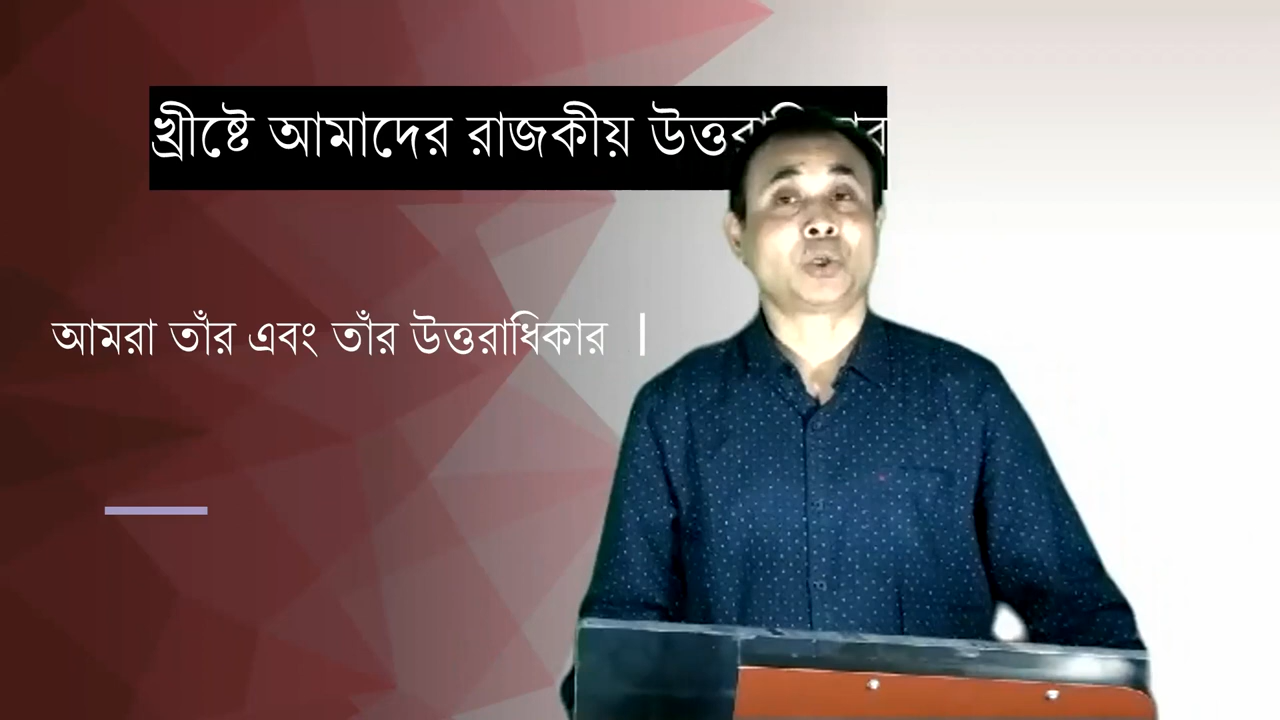 খ্রীষ্টে আমাদের রাজকীয়
আমরা তাঁর এবং তাঁর উত্তরাধিকার ।